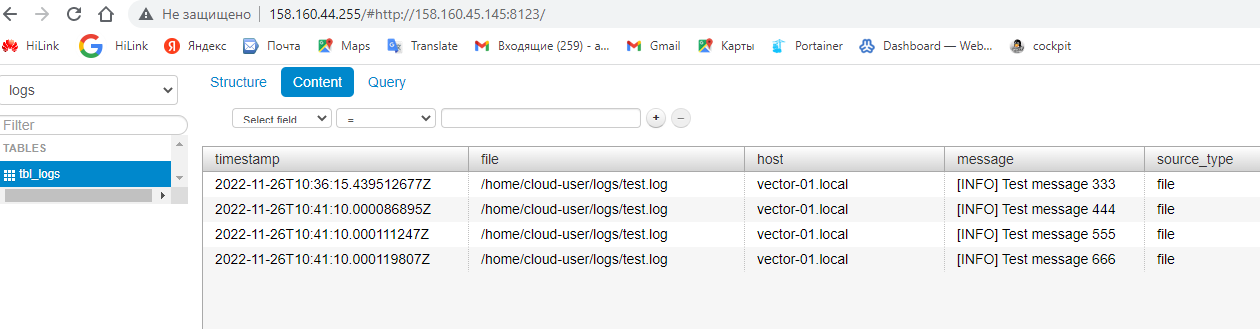 Не защищено | 158.160.44.255/#http://158.160.45.145:8123/
HiLink HiLink Яндекс Почта Maps Translate Входящие (259) - a... Gmail Карты Portainer Dashboard — Web... cockpit
logs Structure Content Query
Filter Select field = + −
TABLES
tbl_logs
timestamp file host message source_type
2022-11-26T10:36:15.439512677Z /home/cloud-user/logs/test.log vector-01.local [INFO] Test message 333 file
2022-11-26T10:41:10.000086895Z /home/cloud-user/logs/test.log vector-01.local [INFO] Test message 444 file
2022-11-26T10:41:10.000111247Z /home/cloud-user/logs/test.log vector-01.local [INFO] Test message 555 file
2022-11-26T10:41:10.000119807Z /home/cloud-user/logs/test.log vector-01.local [INFO] Test message 666 file